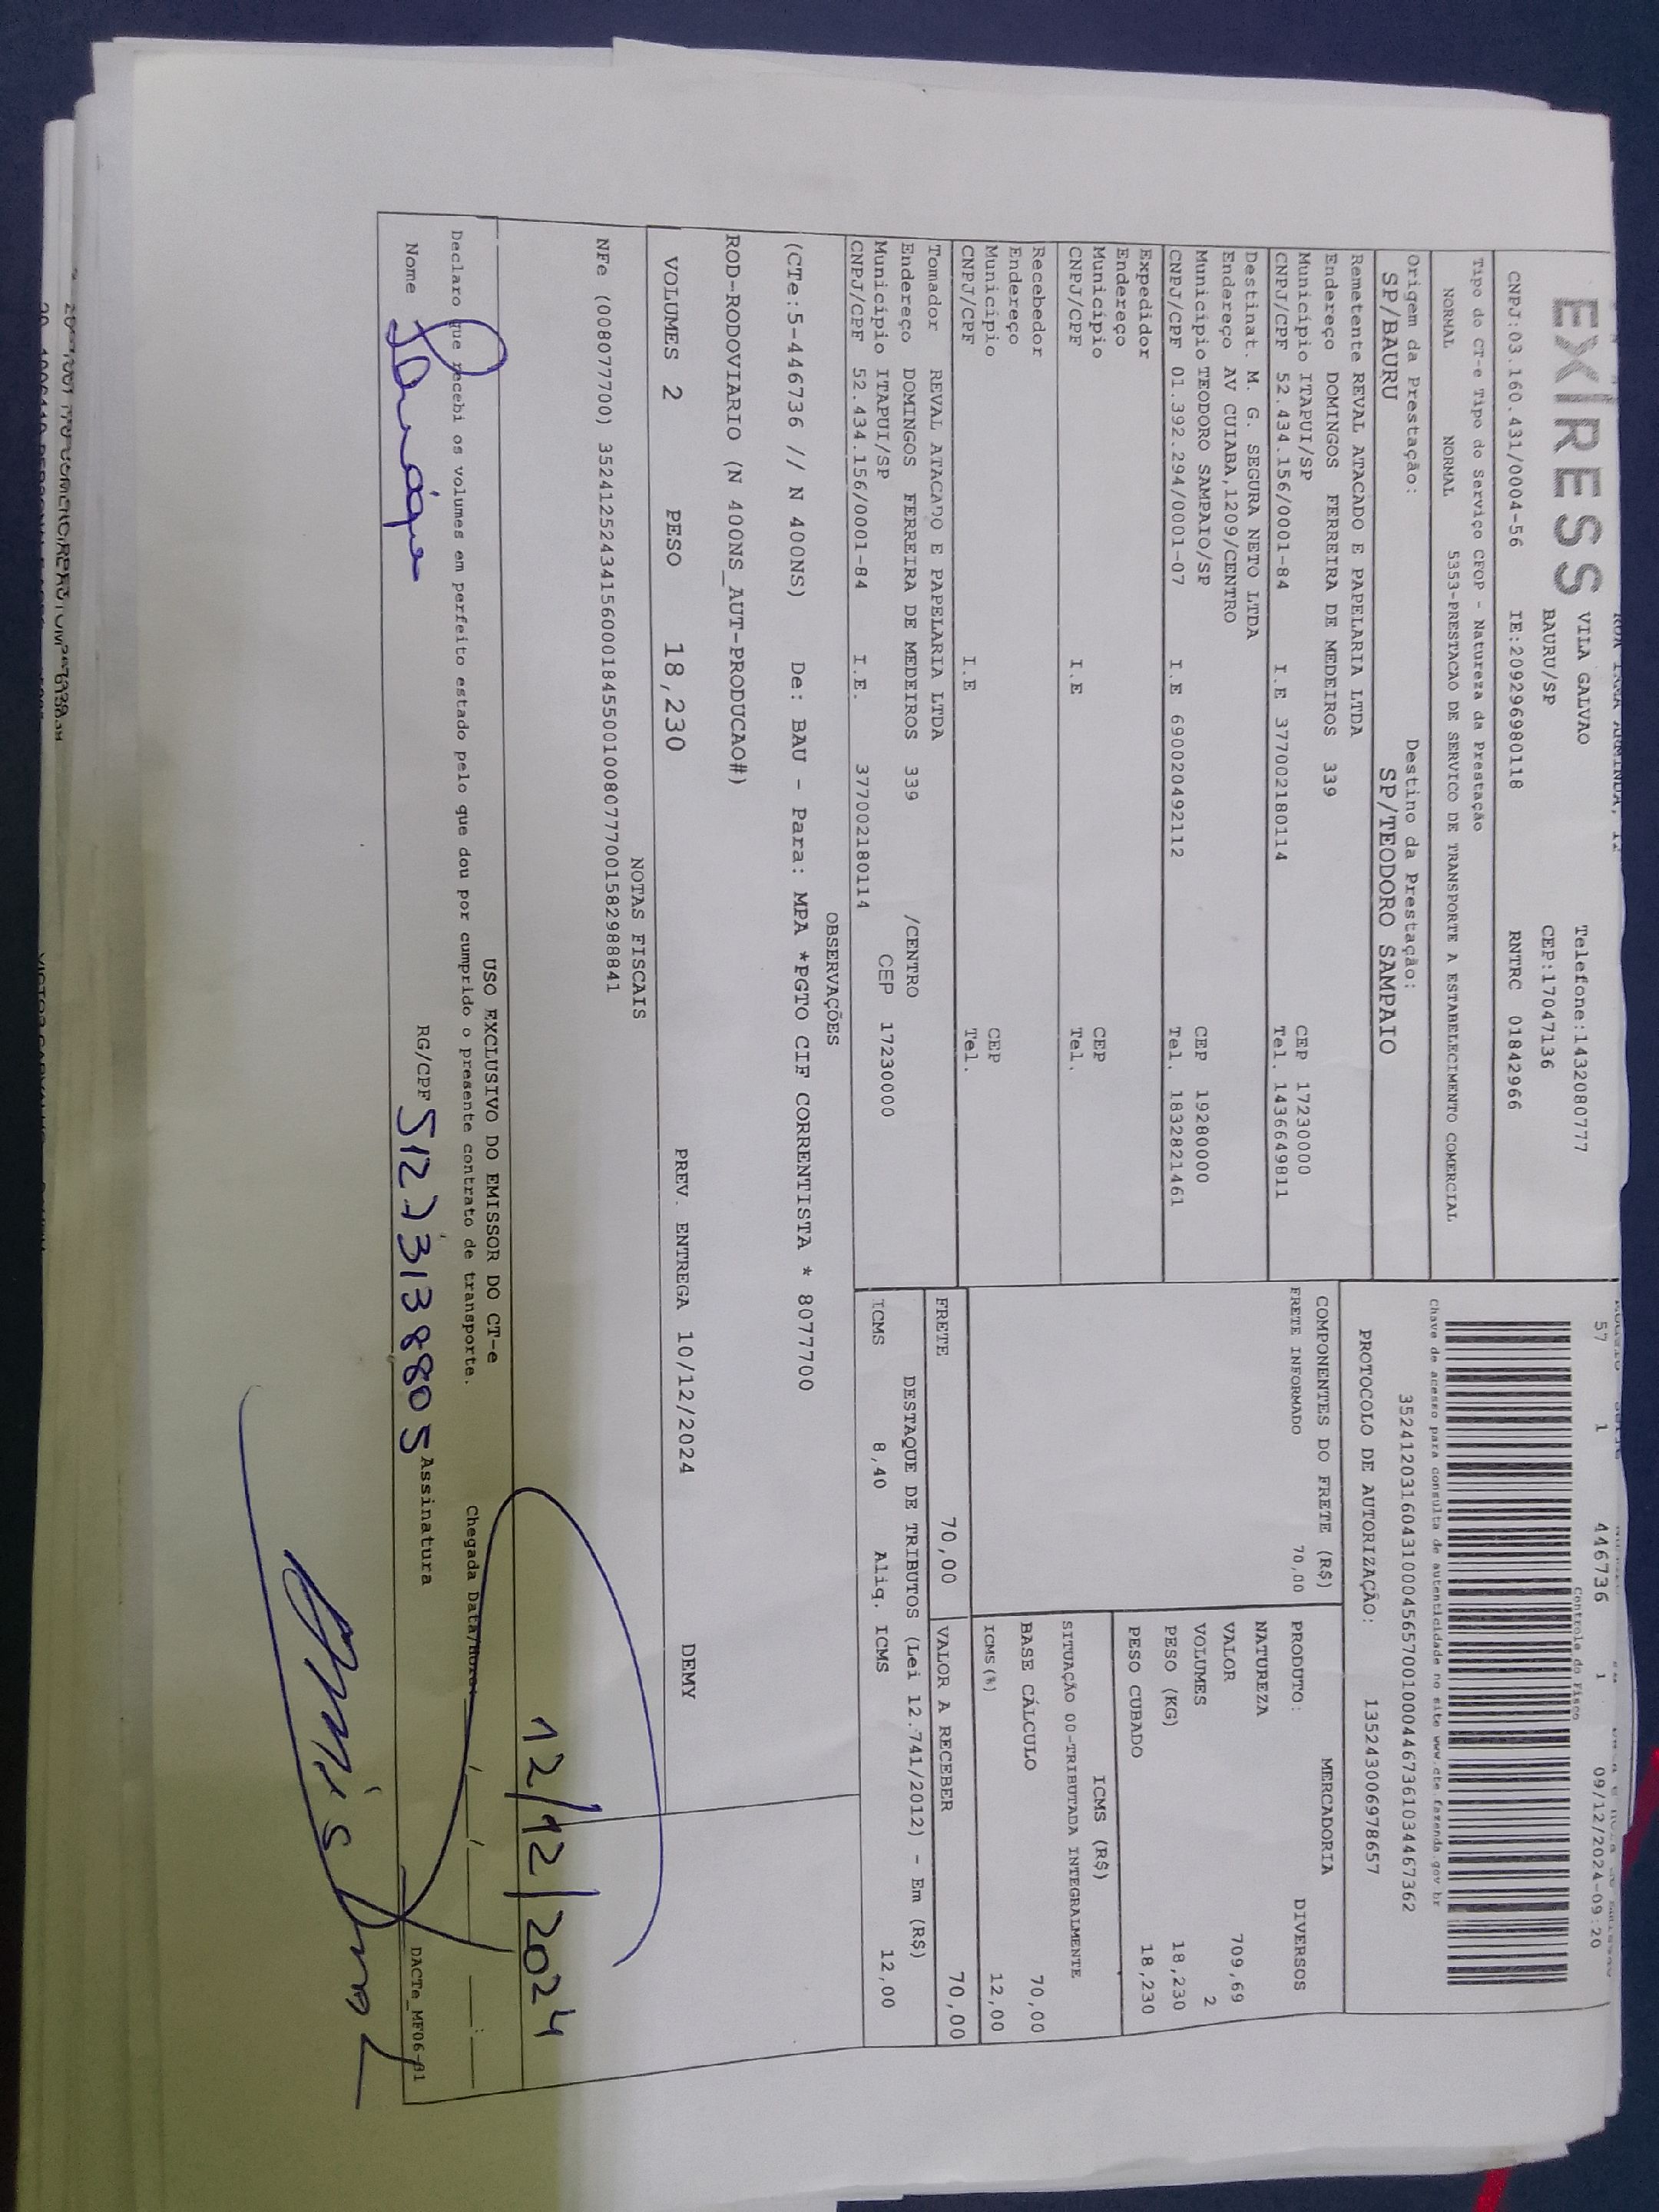 EXPRESS
VILA GALVAO
Telefone:1432080777
BAURU/SP
CEP:17047136
CNPJ:03.160.431/0004-56 IE:209296980118 RNTRC 01842966
57 1 446736 1 09/12/2024-09:20
Controle do Fisco
Chave de acesso para consulta de autenticidade no site www.cte.fazenda.gov.br
35241203160431000456570010004467361034467362
PROTOCOLO DE AUTORIZAÇÃO: 135243006978657
Tipo do CT-e Tipo do Serviço CFOP - Natureza da Prestação
NORMAL NORMAL 5353-PRESTACAO DE SERVICO DE TRANSPORTE A ESTABELECIMENTO COMERCIAL
Origem da Prestação: Destino da Prestação:
SP/BAURU SP/TEODORO SAMPAIO
Remetente REVAL ATACADO E PAPELARIA LTDA
Endereço DOMINGOS FERREIRA DE MEDEIROS 339
Município ITAPUI/SP CEP 17230000
CNPJ/CPF 52.434.156/0001-84 I.E 377002180114 Tel. 1436649811
Destinat. M. G. SEGURA NETO LTDA
Endereço AV CUIABA,1209/CENTRO
Município TEODORO SAMPAIO/SP CEP 19280000
CNPJ/CPF 01.392.294/0001-07 I.E 690020492112 Tel. 1832821461
Expedidor
Endereço
Município CEP
CNPJ/CPF I.E Tel.
Recebedor
Endereço
Município CEP
CNPJ/CPF I.E Tel.
Tomador REVAL ATACADO E PAPELARIA LTDA
Endereço DOMINGOS FERREIRA DE MEDEIROS 339 /CENTRO
Município ITAPUI/SP CEP 17230000
CNPJ/CPF 52.434.156/0001-84 I.E. 377002180114
COMPONENTES DO FRETE (R$)
FRETE INFORMADO 70,00
MERCADORIA
PRODUTO: DIVERSOS
NATUREZA
VALOR 709,69
VOLUMES 2
PESO (KG) 18,230
PESO CUBADO 18,230
ICMS (R$)
SITUAÇÃO 00-TRIBUTADA INTEGRALMENTE
BASE CÁLCULO 70,00
ICMS(%) 12,00
FRETE 70,00 VALOR A RECEBER 70,00
DESTAQUE DE TRIBUTOS (Lei 12.741/2012) - Em (R$)
ICMS 8,40 Aliq. ICMS 12,00
OBSERVAÇÕES
(CTe:5-446736 // N 400NS) De: BAU - Para: MPA *PGTO CIF CORRENTISTA * 8077700
ROD-RODOVIARIO (N 400NS_AUT-PRODUCAO#)
VOLUMES 2 PESO 18,230 PREV. ENTREGA 10/12/2024 DEMY
NOTAS FISCAIS
NFe (008077700) 35241252434156000184550010080777001582988841
12/12/2024
USO EXCLUSIVO DO EMISSOR DO CT-e
Declaro que recebi os volumes em perfeito estado pelo que dou por cumprido o presente contrato de transporte. Chegada Data/Hora: ___/___/___ ___:___
Nome RG/CPF 5123138805 Assinatura
DACTe_MF06-01